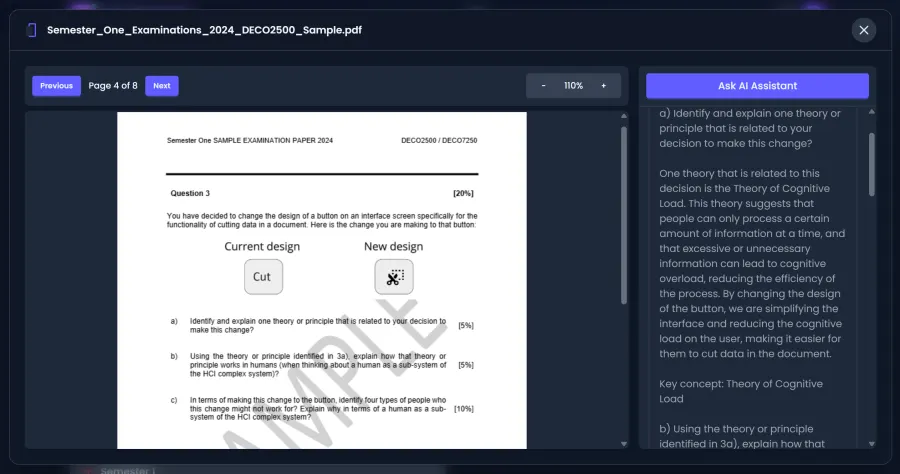 Semester_One_Examinations_2024_DECO2500_Sample.pdf
Previous
Page 4 of 8
Next
-
110%
+
Ask AI Assistant
Semester One SAMPLE EXAMINATION PAPER 2024
DECO2500 / DECO7250
Question 3
[20%]
You have decided to change the design of a button on an interface screen specifically for the
functionality of cutting data in a document. Here is the change you are making to that button:
Current design
New design
Cut
a) Identify and explain one theory or principle that is related to your decision to
make this change?
[5%]
b) Using the theory or principle identified in 3a), explain how that theory or
principle works in humans (when thinking about a human as a sub-system of
the HCI complex system)?
[5%]
c) In terms of making this change to the button, identify four types of people who
this change might not work for? Explain why in terms of a human as a sub-
system of the HCI complex system?
[10%]
SAMPLE
a) Identify and explain one theory or
principle that is related to your
decision to make this change?
One theory that is related to this
decision is the Theory of Cognitive
Load. This theory suggests that
people can only process a certain
amount of information at a time, and
that excessive or unnecessary
information can lead to cognitive
overload, reducing the efficiency of
the process. By changing the design
of the button, we are simplifying the
interface and reducing the cognitive
load on the user, making it easier for
them to cut data in the document.
Key concept: Theory of Cognitive
Load
b) Using the theory or principle
identified in 3a), explain how that
Semester I